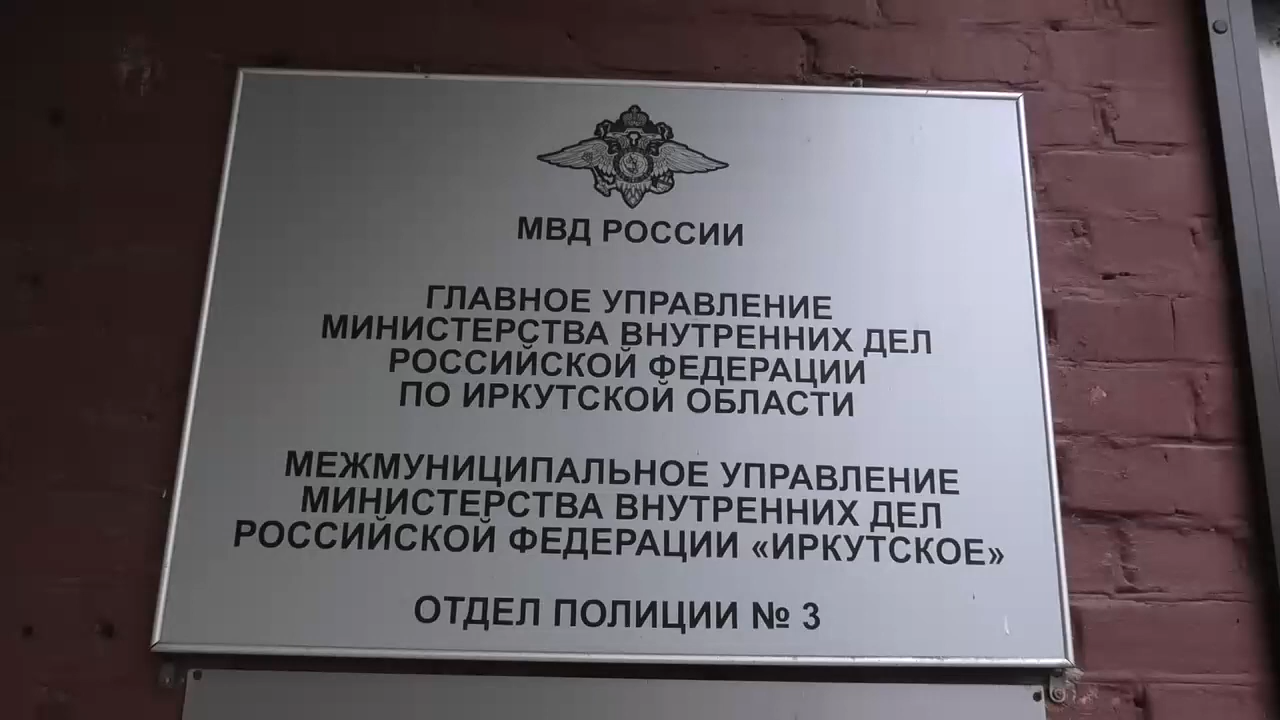 МВД РОССИИ
ГЛАВНОЕ УПРАВЛЕНИЕ
МИНИСТЕРСТВА ВНУТРЕННИХ ДЕЛ
РОССИЙСКОЙ ФЕДЕРАЦИИ
ПО ИРКУТСКОЙ ОБЛАСТИ
МЕЖМУНИЦИПАЛЬНОЕ УПРАВЛЕНИЕ
МИНИСТЕРСТВА ВНУТРЕННИХ ДЕЛ
РОССИЙСКОЙ ФЕДЕРАЦИИ «ИРКУТСКОЕ»
ОТДЕЛ ПОЛИЦИИ № 3